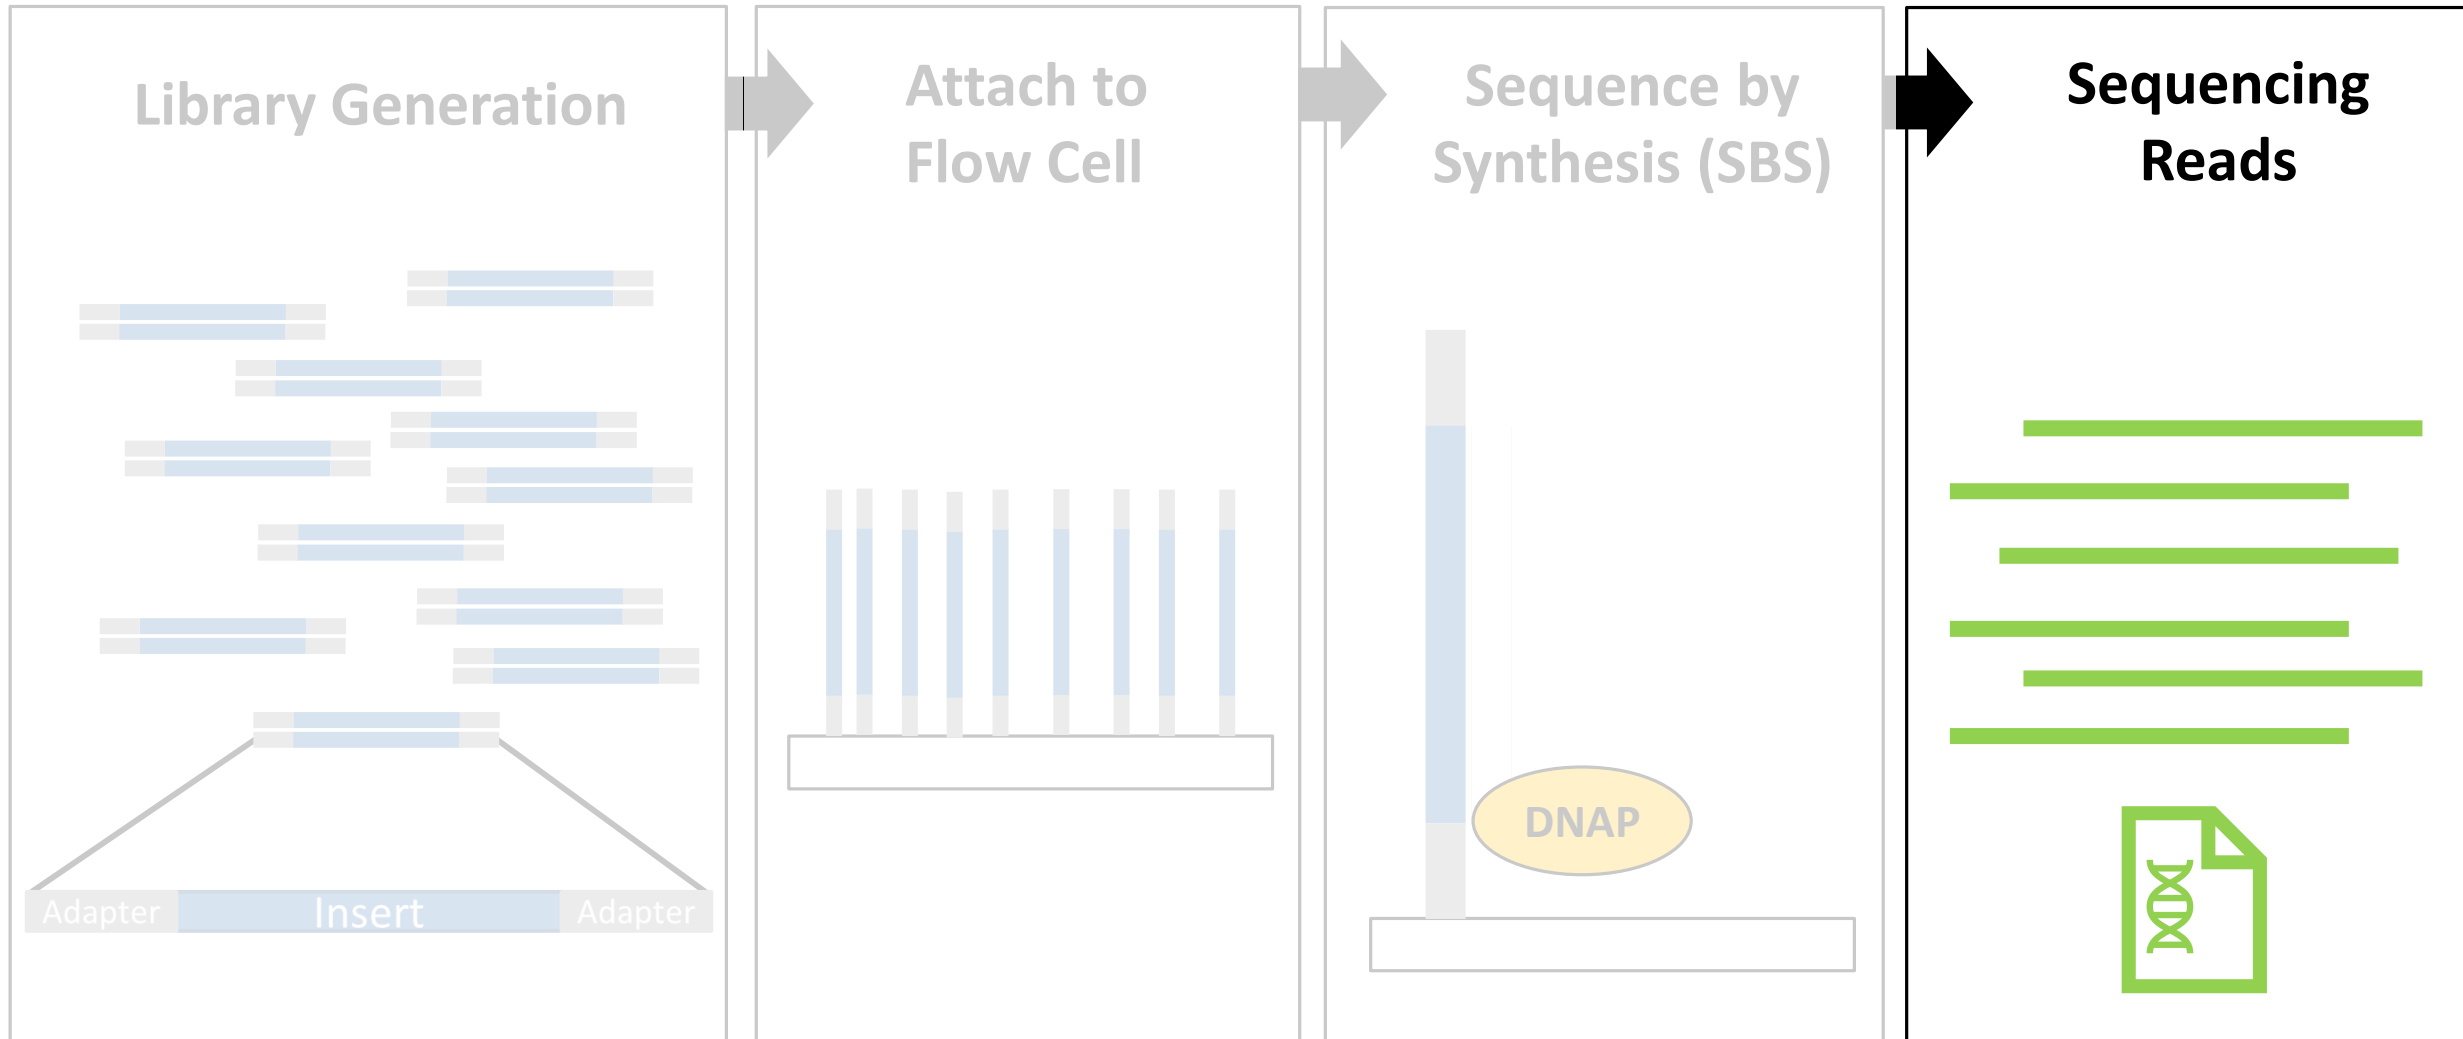 Library Generation
Attach to
Flow Cell
Sequence by
Synthesis (SBS)
Sequencing
Reads
DNAP
Adapter
Insert
Adapter